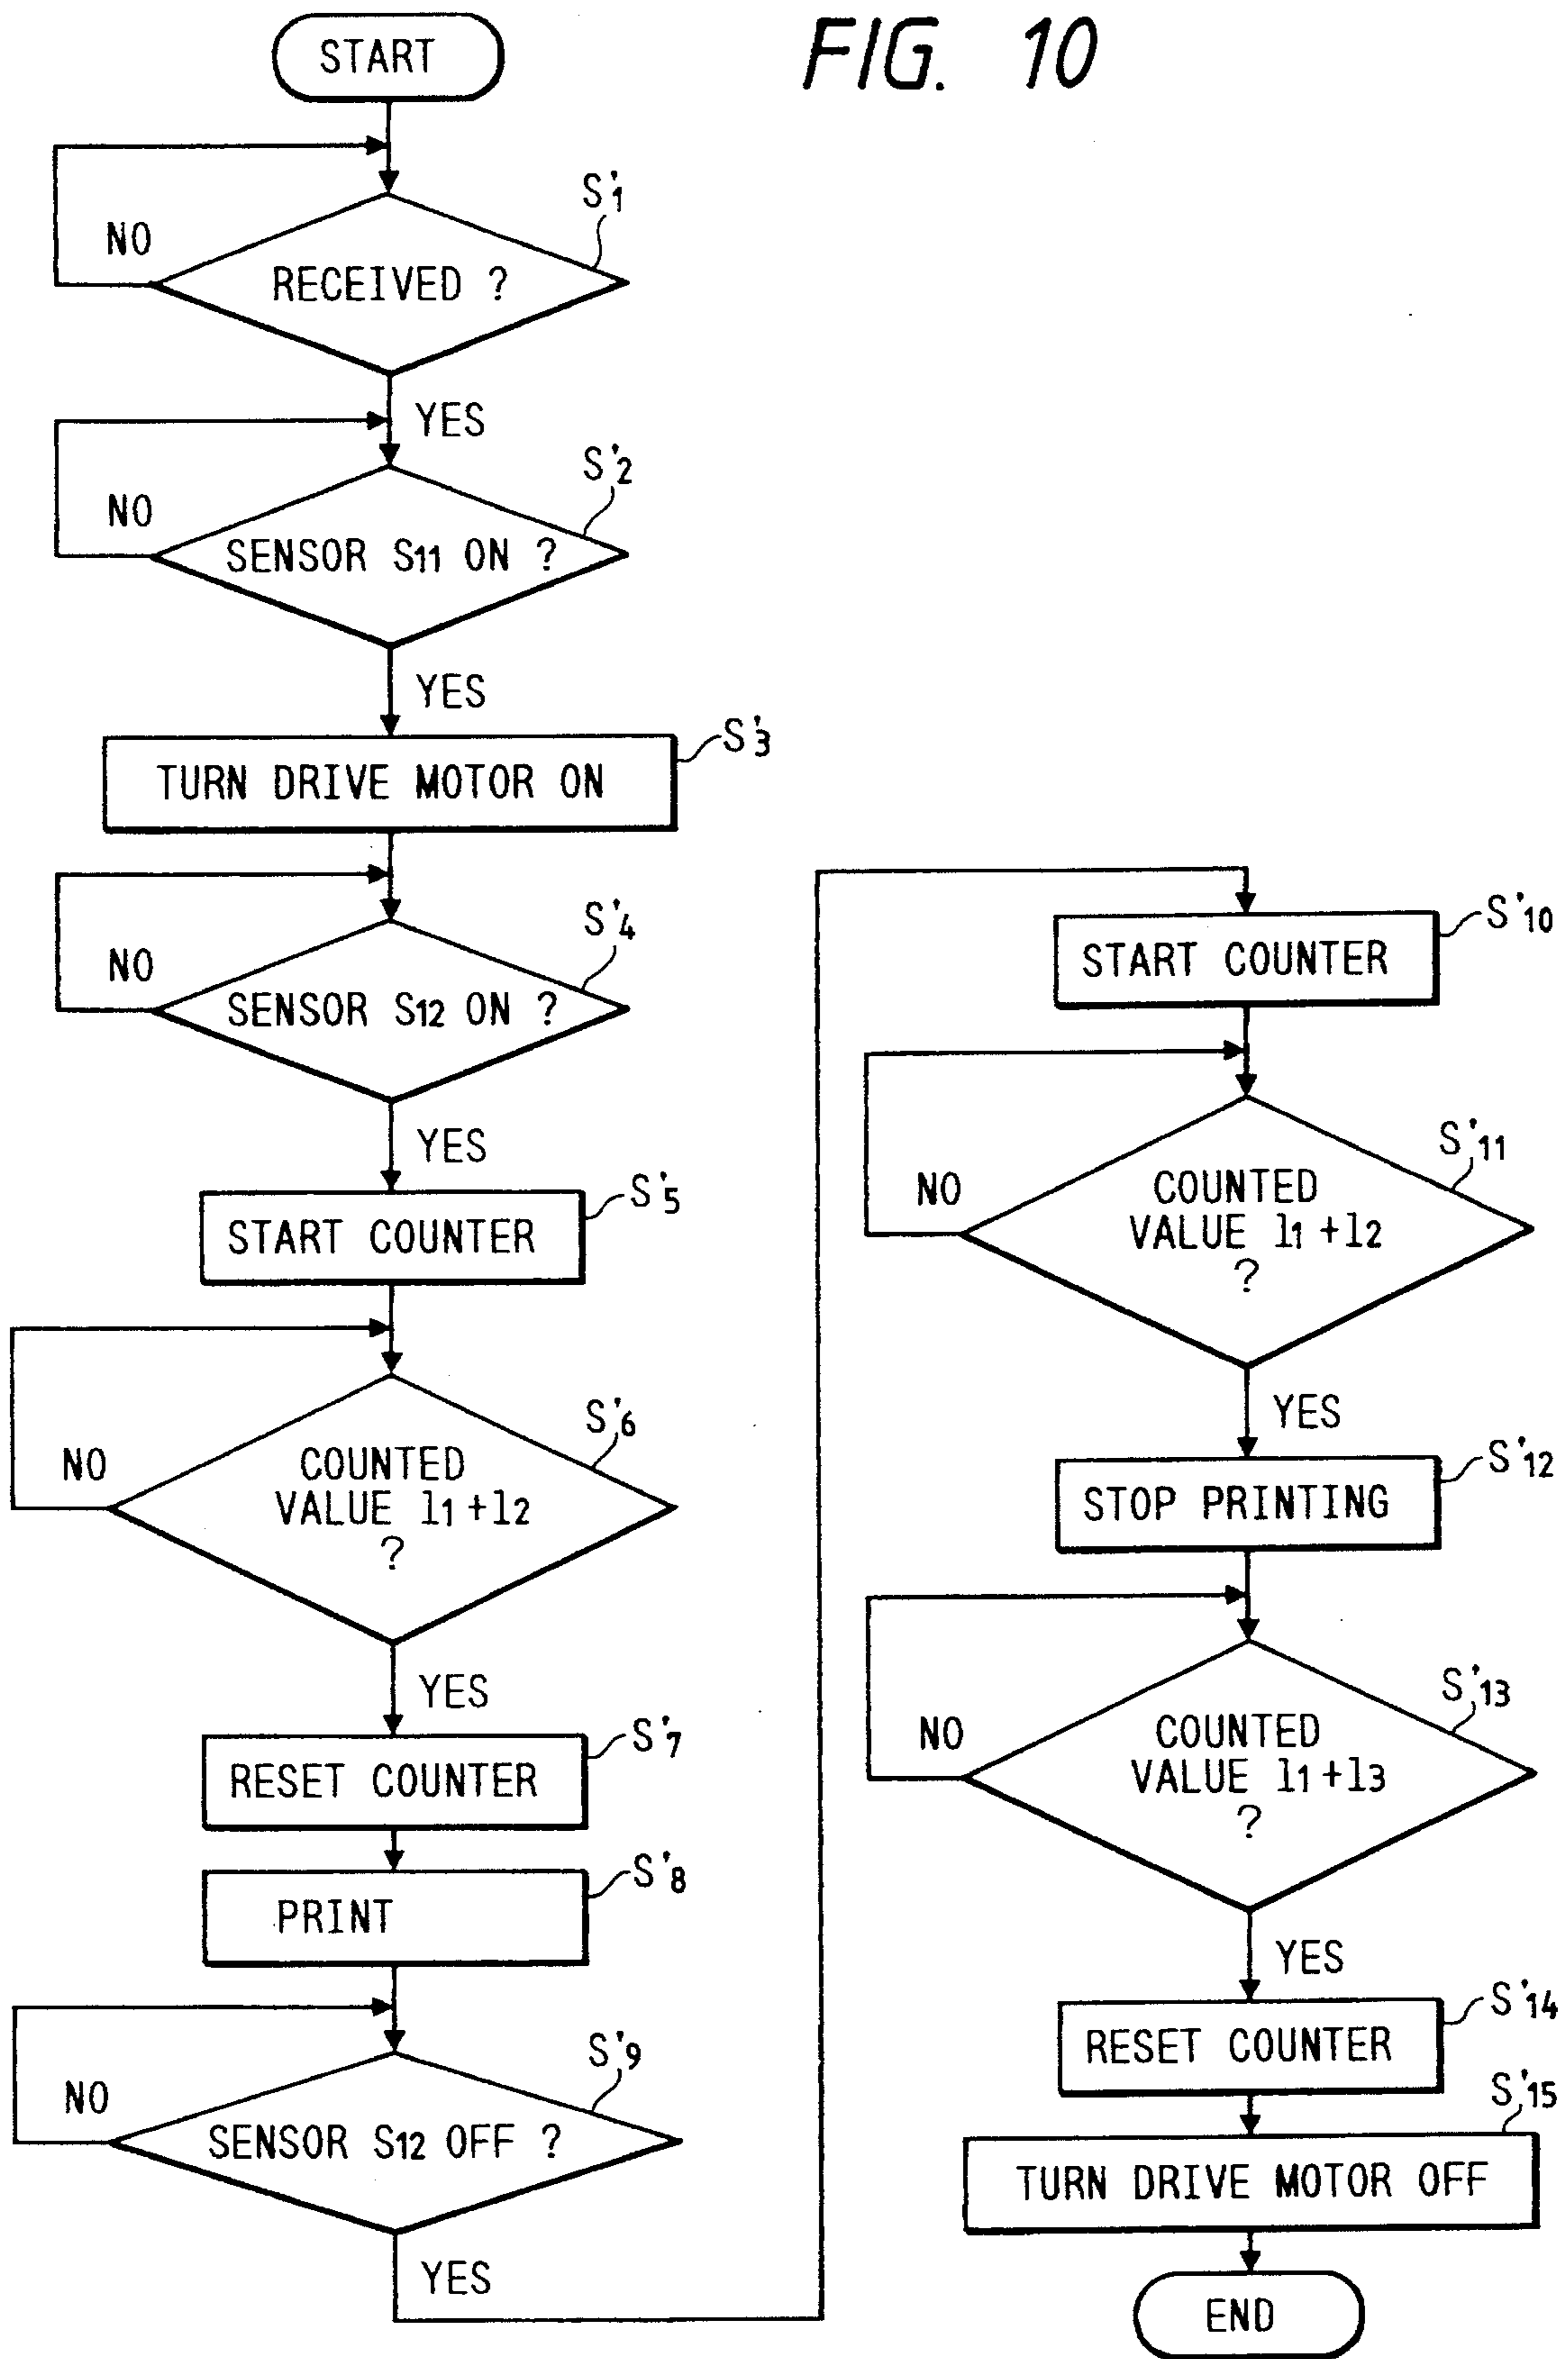 FIG. 10
START
S'1
NO
RECEIVED ?
YES
S'2
NO
SENSOR S11 ON ?
YES
S'3
TURN DRIVE MOTOR ON
S'4
NO
SENSOR S12 ON ?
YES
S'5
START COUNTER
S'6
NO
COUNTED
VALUE l1 +l2
?
YES
S'7
RESET COUNTER
S'8
PRINT
S'9
NO
SENSOR S12 OFF ?
YES
S'10
START COUNTER
S'11
NO
COUNTED
VALUE l1 +l2
?
YES
S'12
STOP PRINTING
S'13
NO
COUNTED
VALUE l1 +l3
?
YES
S'14
RESET COUNTER
S'15
TURN DRIVE MOTOR OFF
END